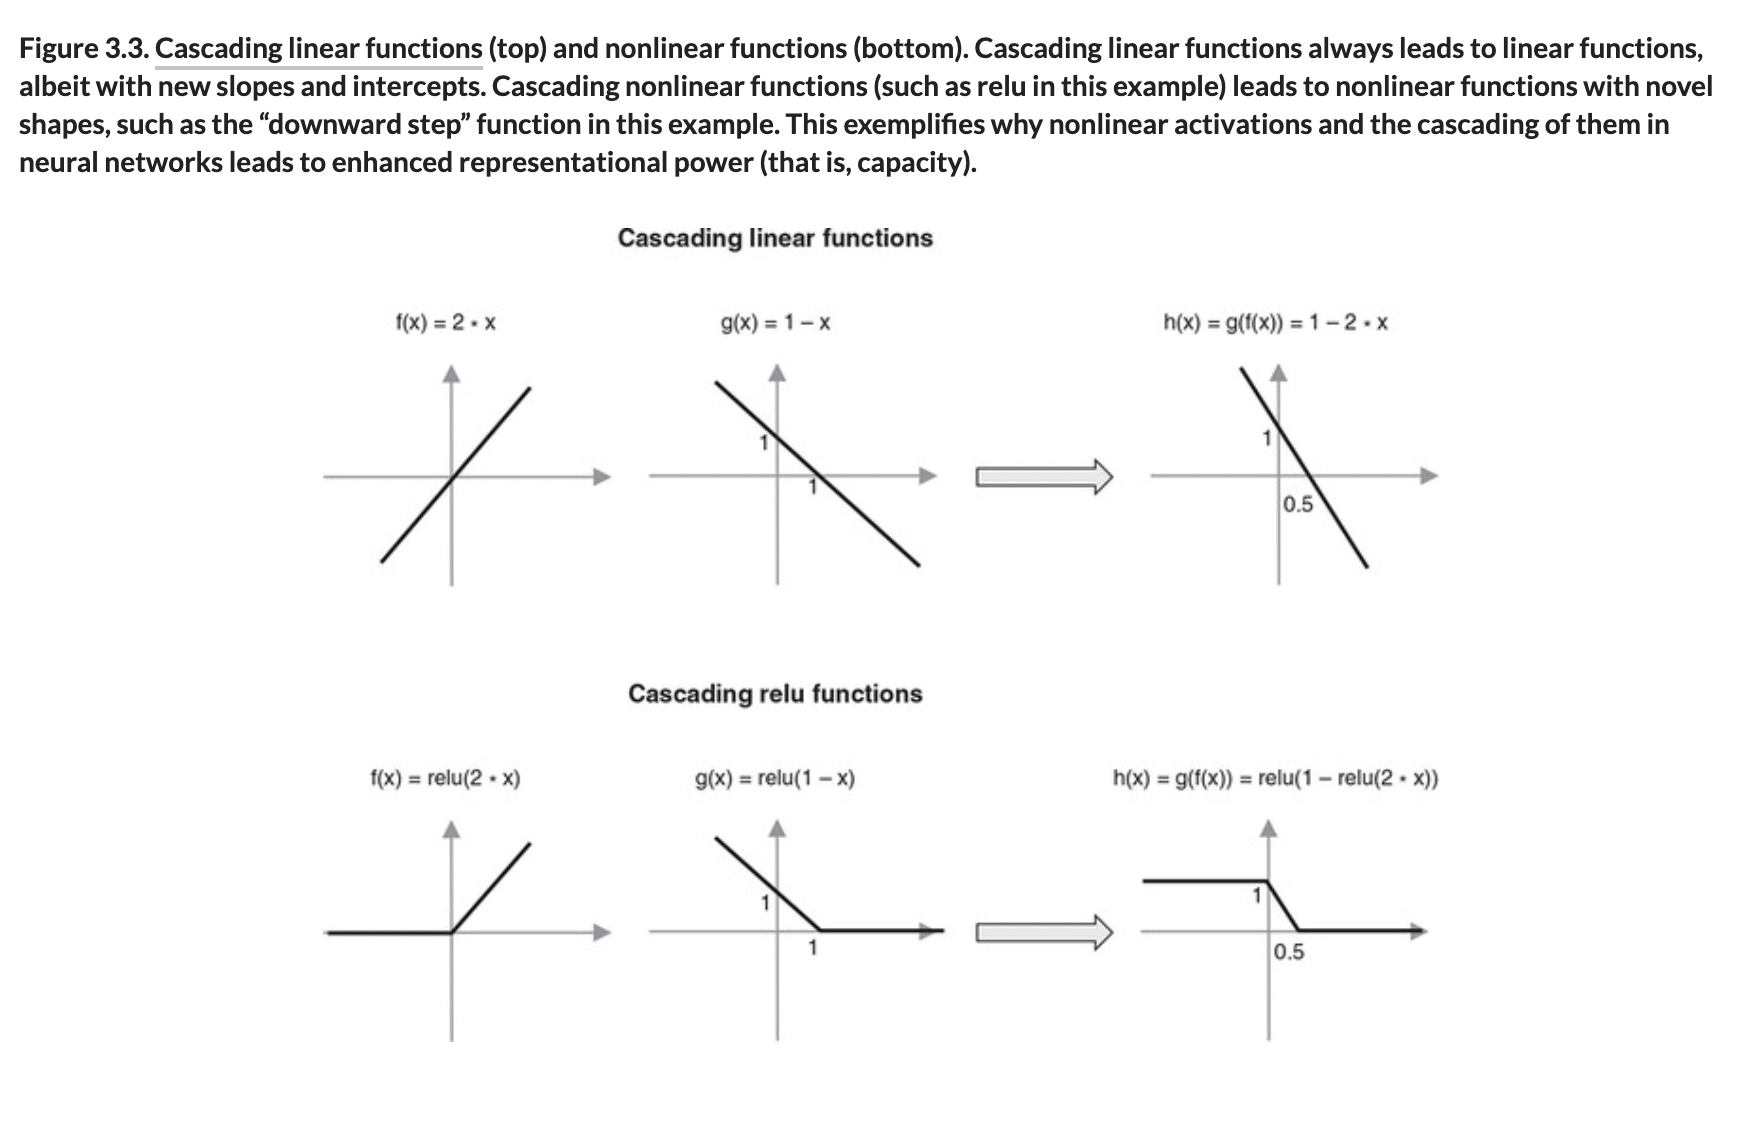 Figure 3.3. Cascading linear functions (top) and nonlinear functions (bottom). Cascading linear functions always leads to linear functions,
albeit with new slopes and intercepts. Cascading nonlinear functions (such as relu in this example) leads to nonlinear functions with novel
shapes, such as the “downward step” function in this example. This exemplifies why nonlinear activations and the cascading of them in
neural networks leads to enhanced representational power (that is, capacity).
Cascading linear functions
f(x) = 2 • x
g(x) = 1 – x
h(x) = g(f(x)) = 1 – 2 • x
1
1
1
0.5
Cascading relu functions
f(x) = relu(2 • x)
g(x) = relu(1 – x)
h(x) = g(f(x)) = relu(1 – relu(2 • x))
1
1
1
0.5